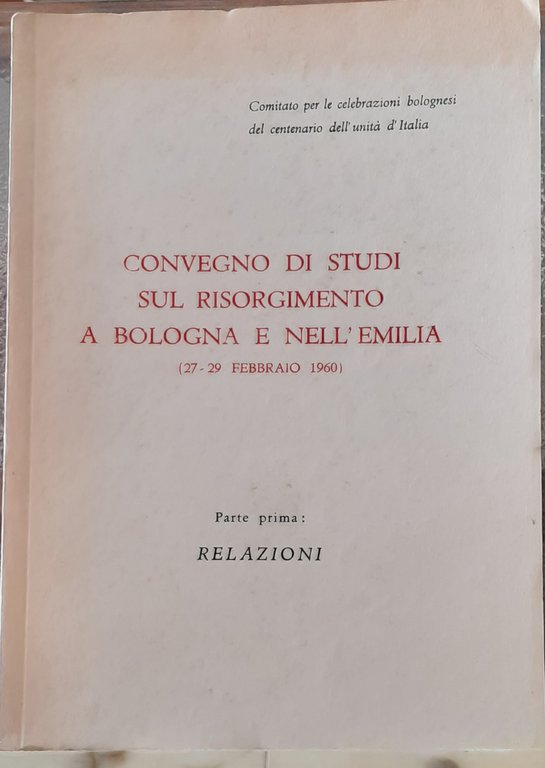 Comitato per le celebrazioni bolognesi
del centenario dell'unità d'Italia
CONVEGNO DI STUDI
SUL RISORGIMENTO
A BOLOGNA E NELL'EMILIA
(27-29 FEBBRAIO 1960)
Parte prima:
RELAZIONI